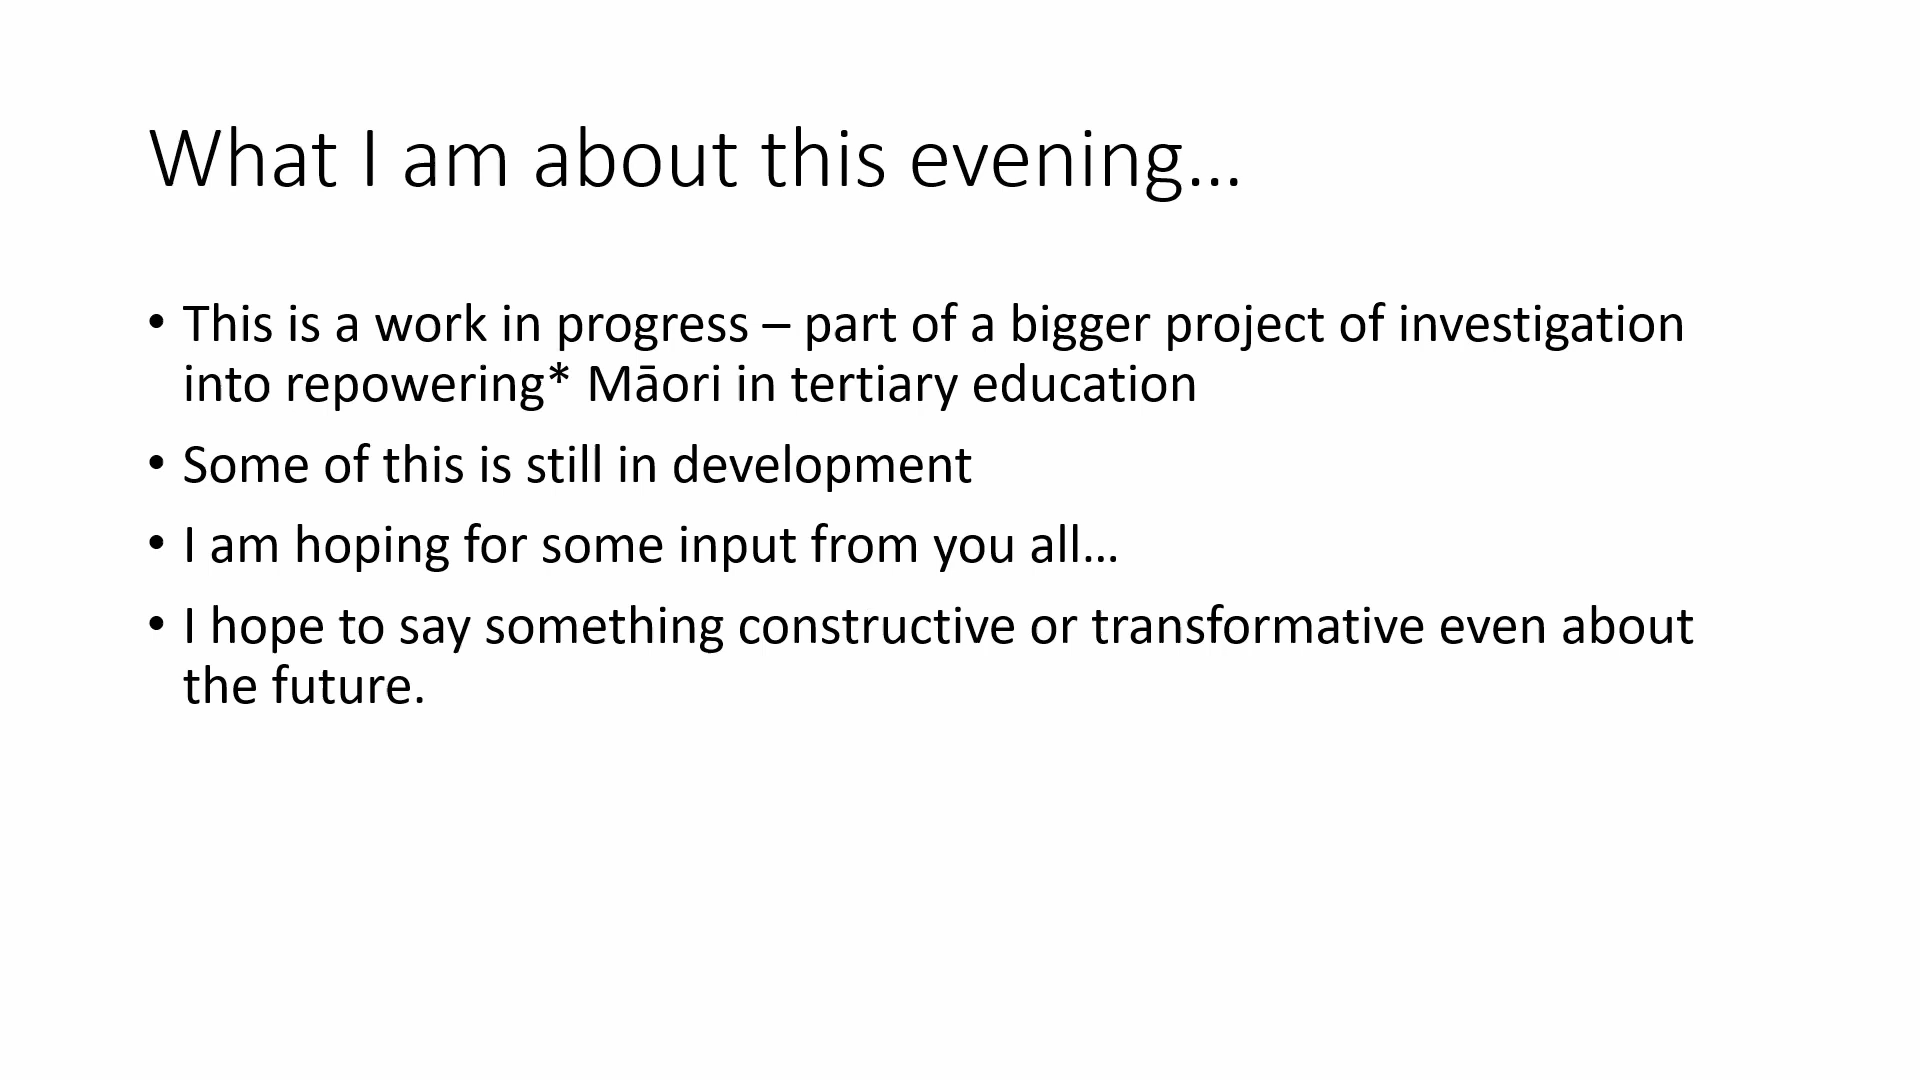 What I am about this evening…
• This is a work in progress – part of a bigger project of investigation
into repowering* Māori in tertiary education
• Some of this is still in development
• I am hoping for some input from you all…
• I hope to say something constructive or transformative even about
the future.